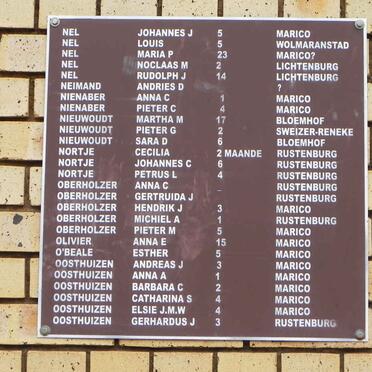 NEL JOHANNES J 5 MARICO
NEL LOUIS 5 WOLMARANSTAD
NEL MARIA P 23 MARICO?
NEL NOCLAAS M 2 LICHTENBURG
NEL RUDOLPH J 14 LICHTENBURG
NEIMAND ANDRIES D ?
NIENABER ANNA C 1 MARICO
NIENABER PIETER C 4 MARICO
NIEUWOUDT MARTHA M 17 BLOEMHOF
NIEUWOUDT PIETER G 2 SWEIZER-RENEKE
NIEUWOUDT SARA D 6 BLOEMHOF
NORTJE CECILIA 2 MAANDE RUSTENBURG
NORTJE JOHANNES C 6 RUSTENBURG
NORTJE PETRUS L 4 RUSTENBURG
OBERHOLZER ANNA C - RUSTENBURG
OBERHOLZER GERTRUIDA J - RUSTENBURG
OBERHOLZER HENDRIK J 3 MARICO
OBERHOLZER MICHIEL A 1 RUSTENBURG
OBERHOLZER PIETER M 5 MARICO
OLIVIER ANNA E 15 MARICO
O'BEALE ESTHER 5 MARICO
OOSTHUIZEN ANDREAS J 3 MARICO
OOSTHUIZEN ANNA A 1 MARICO
OOSTHUIZEN BARBARA C 2 MARICO
OOSTHUIZEN CATHARINA S 4 MARICO
OOSTHUIZEN ELSIE J.M.W 4 MARICO
OOSTHUIZEN GERHARDUS J 3 RUSTENBURG